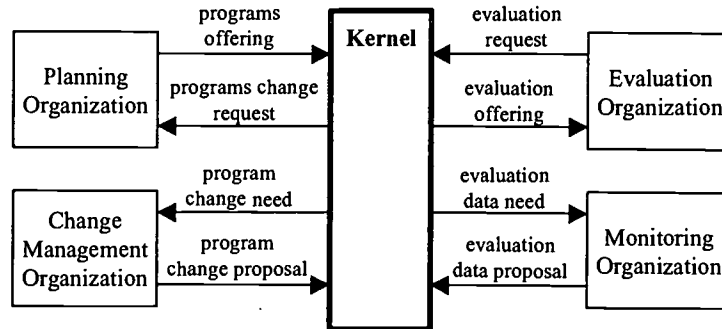 programs
offering
Planning
Organization
programs change
request
Kernel
evaluation
request
evaluation
offering
Evaluation
Organization
program
change need
Change
Management
Organization
program
change proposal
evaluation
data need
evaluation
data proposal
Monitoring
Organization